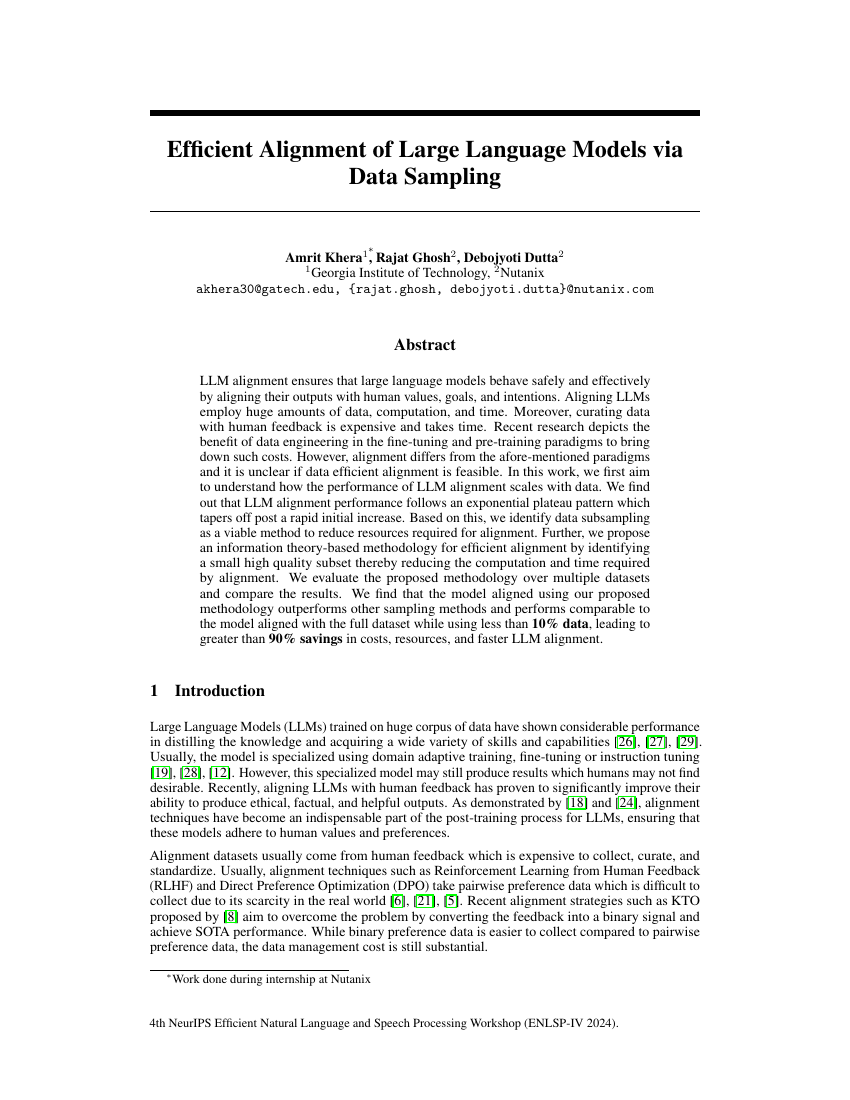 Efficient Alignment of Large Language Models via
Data Sampling
Amrit Khera1*, Rajat Ghosh2, Debojyoti Dutta2
1Georgia Institute of Technology, 2Nutanix
akhera30@gatech.edu, {rajat.ghosh, debojyoti.dutta}@nutanix.com
Abstract
LLM alignment ensures that large language models behave safely and effectively
by aligning their outputs with human values, goals, and intentions. Aligning LLMs
employ huge amounts of data, computation, and time. Moreover, curating data
with human feedback is expensive and takes time. Recent research depicts the
benefit of data engineering in the fine-tuning and pre-training paradigms to bring
down such costs. However, alignment differs from the afore-mentioned paradigms
and it is unclear if data efficient alignment is feasible. In this work, we first aim
to understand how the performance of LLM alignment scales with data. We find
out that LLM alignment performance follows an exponential plateau pattern which
tapers off post a rapid initial increase. Based on this, we identify data subsampling
as a viable method to reduce resources required for alignment. Further, we propose
an information theory-based methodology for efficient alignment by identifying
a small high quality subset thereby reducing the computation and time required
by alignment. We evaluate the proposed methodology over multiple datasets
and compare the results. We find that the model aligned using our proposed
methodology outperforms other sampling methods and performs comparable to
the model aligned with the full dataset while using less than 10% data, leading to
greater than 90% savings in costs, resources, and faster LLM alignment.
1 Introduction
Large Language Models (LLMs) trained on huge corpus of data have shown considerable performance
in distilling the knowledge and acquiring a wide variety of skills and capabilities [26], [27], [29].
Usually, the model is specialized using domain adaptive training, fine-tuning or instruction tuning
[19], [28], [12]. However, this specialized model may still produce results which humans may not find
desirable. Recently, aligning LLMs with human feedback has proven to significantly improve their
ability to produce ethical, factual, and helpful outputs. As demonstrated by [18] and [24], alignment
techniques have become an indispensable part of the post-training process for LLMs, ensuring that
these models adhere to human values and preferences.
Alignment datasets usually come from human feedback which is expensive to collect, curate, and
standardize. Usually, alignment techniques such as Reinforcement Learning from Human Feedback
(RLHF) and Direct Preference Optimization (DPO) take pairwise preference data which is difficult to
collect due to its scarcity in the real world [6], [21], [5]. Recent alignment strategies such as KTO
proposed by [8] aim to overcome the problem by converting the feedback into a binary signal and
achieve SOTA performance. While binary preference data is easier to collect compared to pairwise
preference data, the data management cost is still substantial.
*Work done during internship at Nutanix
4th NeurIPS Efficient Natural Language and Speech Processing Workshop (ENLSP-IV 2024).